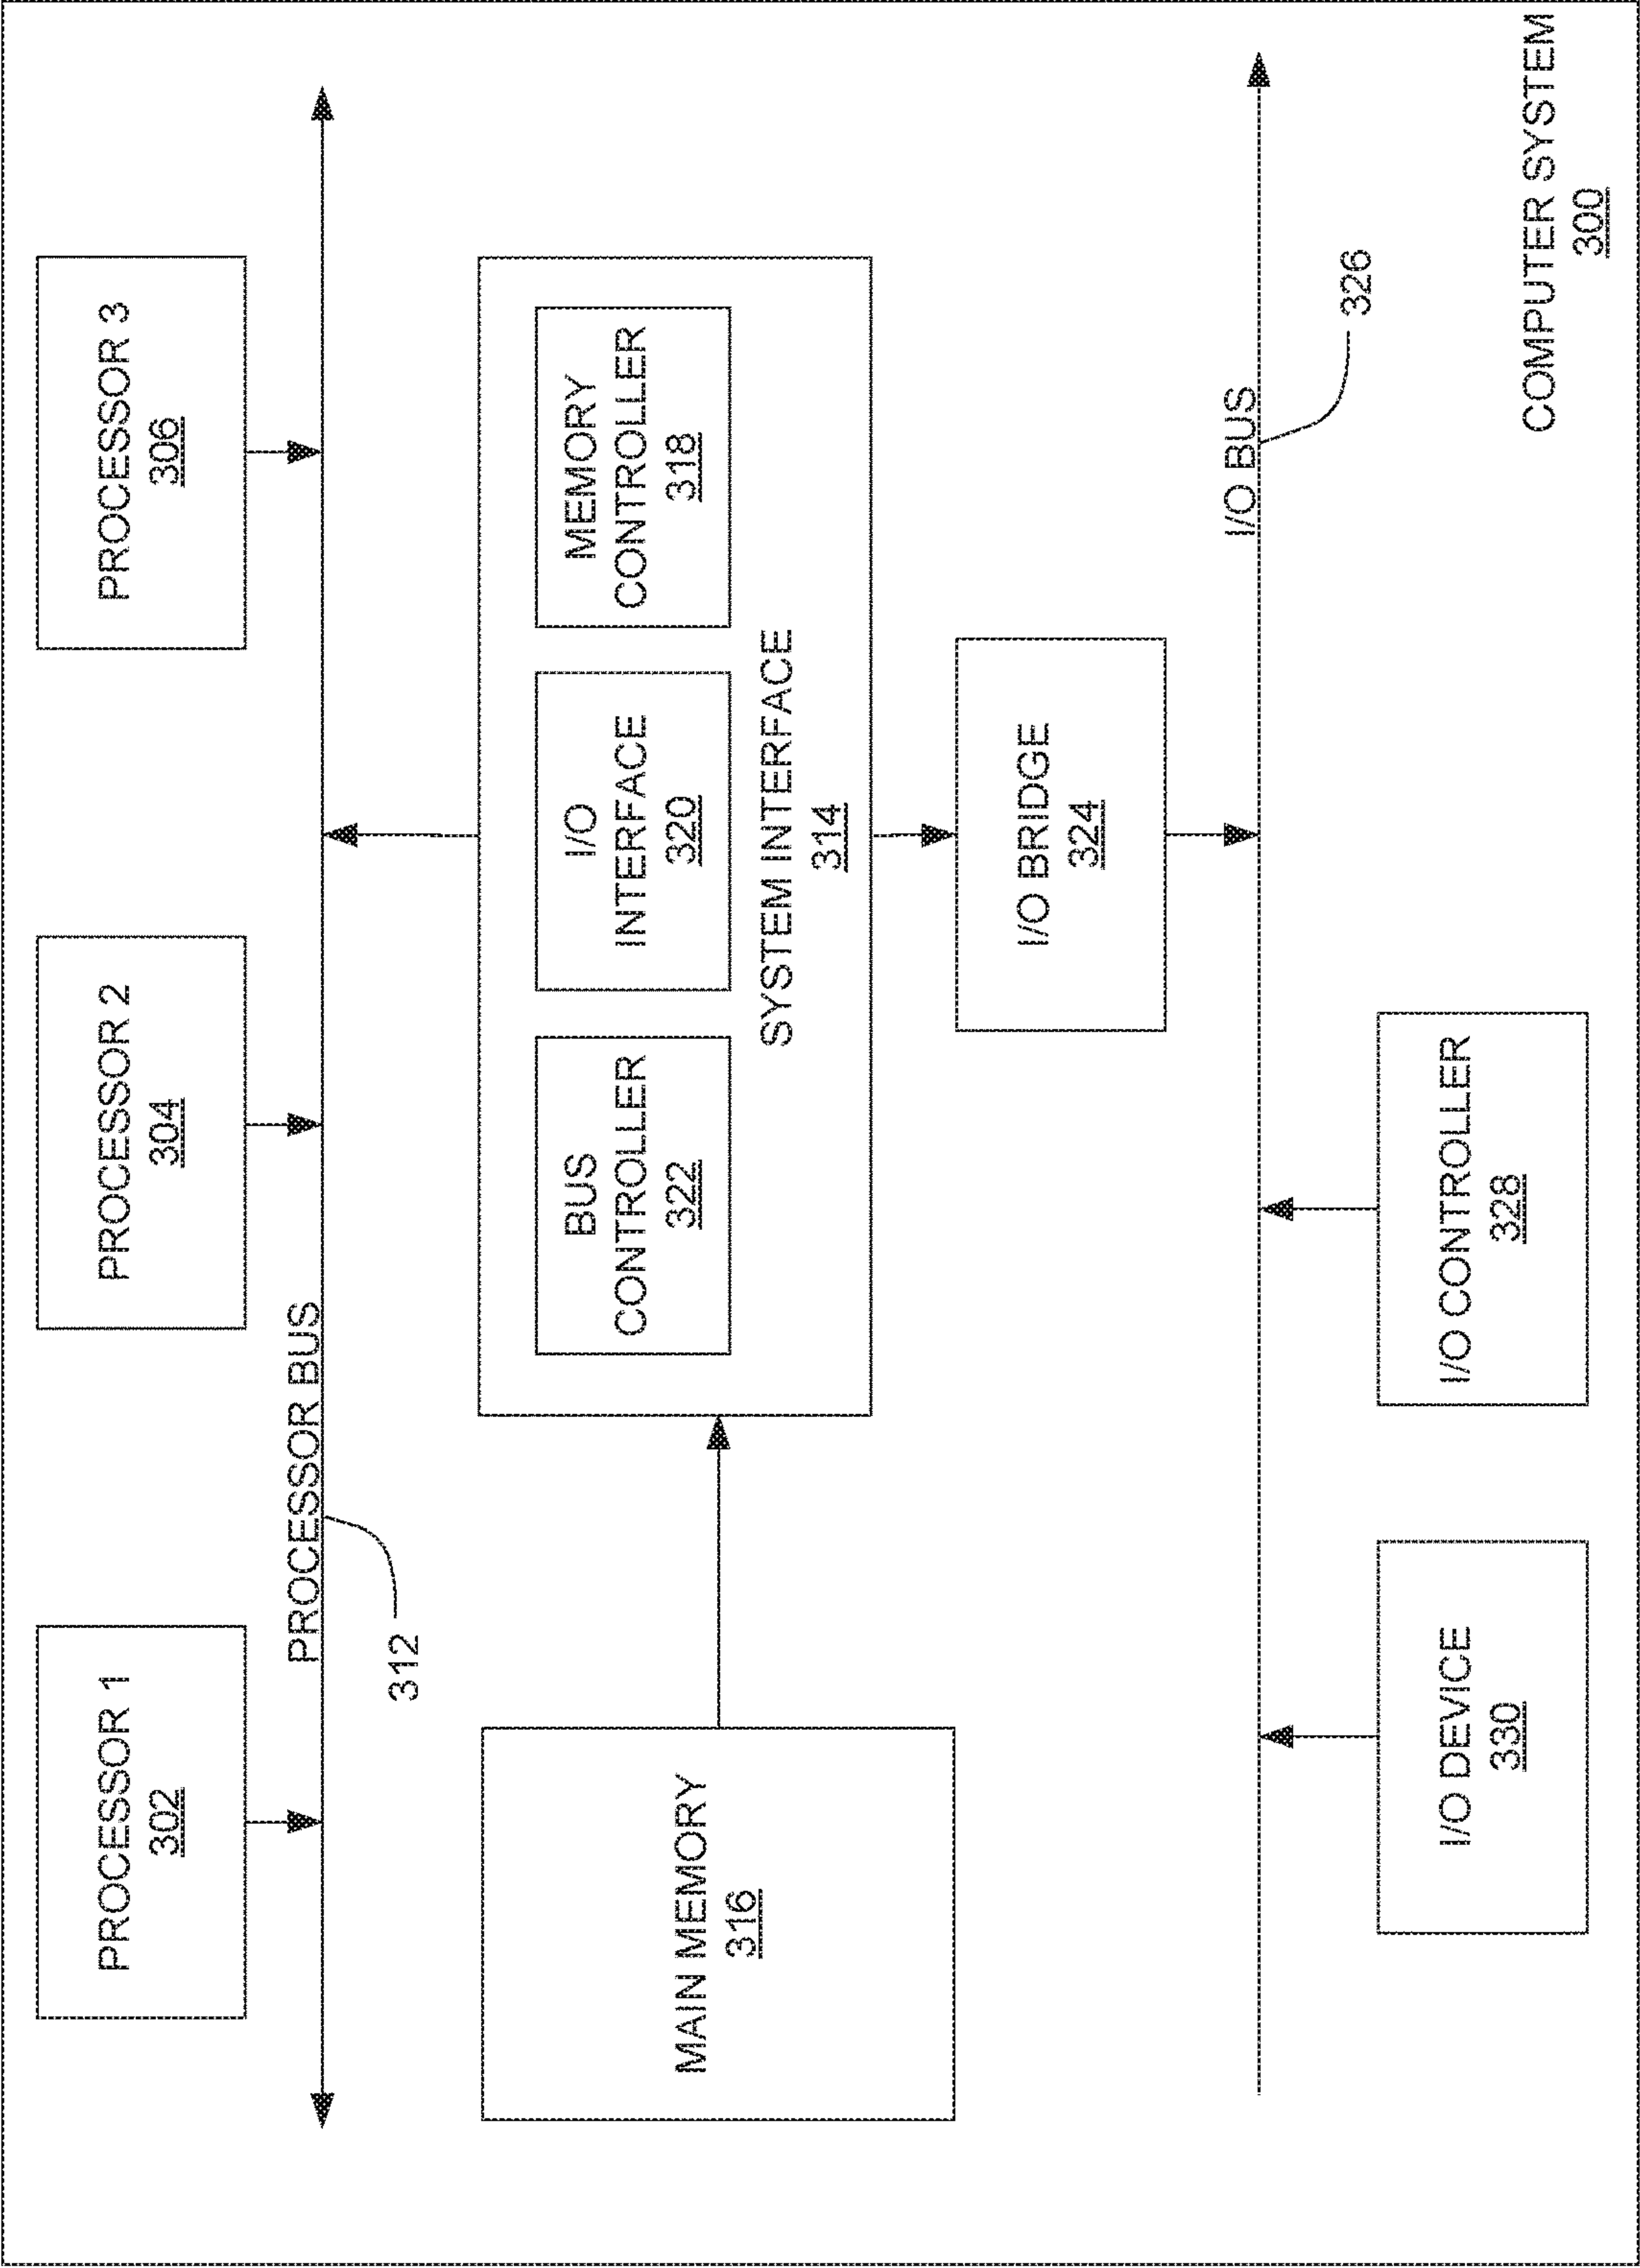 PROCESSOR 1
302
PROCESSOR 2
304
PROCESSOR 3
306
PROCESSOR BUS
312
MAIN MEMORY
316
BUS
CONTROLLER
322
I/O
INTERFACE
320
MEMORY
CONTROLLER
318
SYSTEM INTERFACE
314
I/O BRIDGE
324
I/O BUS
326
I/O DEVICE
330
I/O CONTROLLER
328
COMPUTER SYSTEM
300